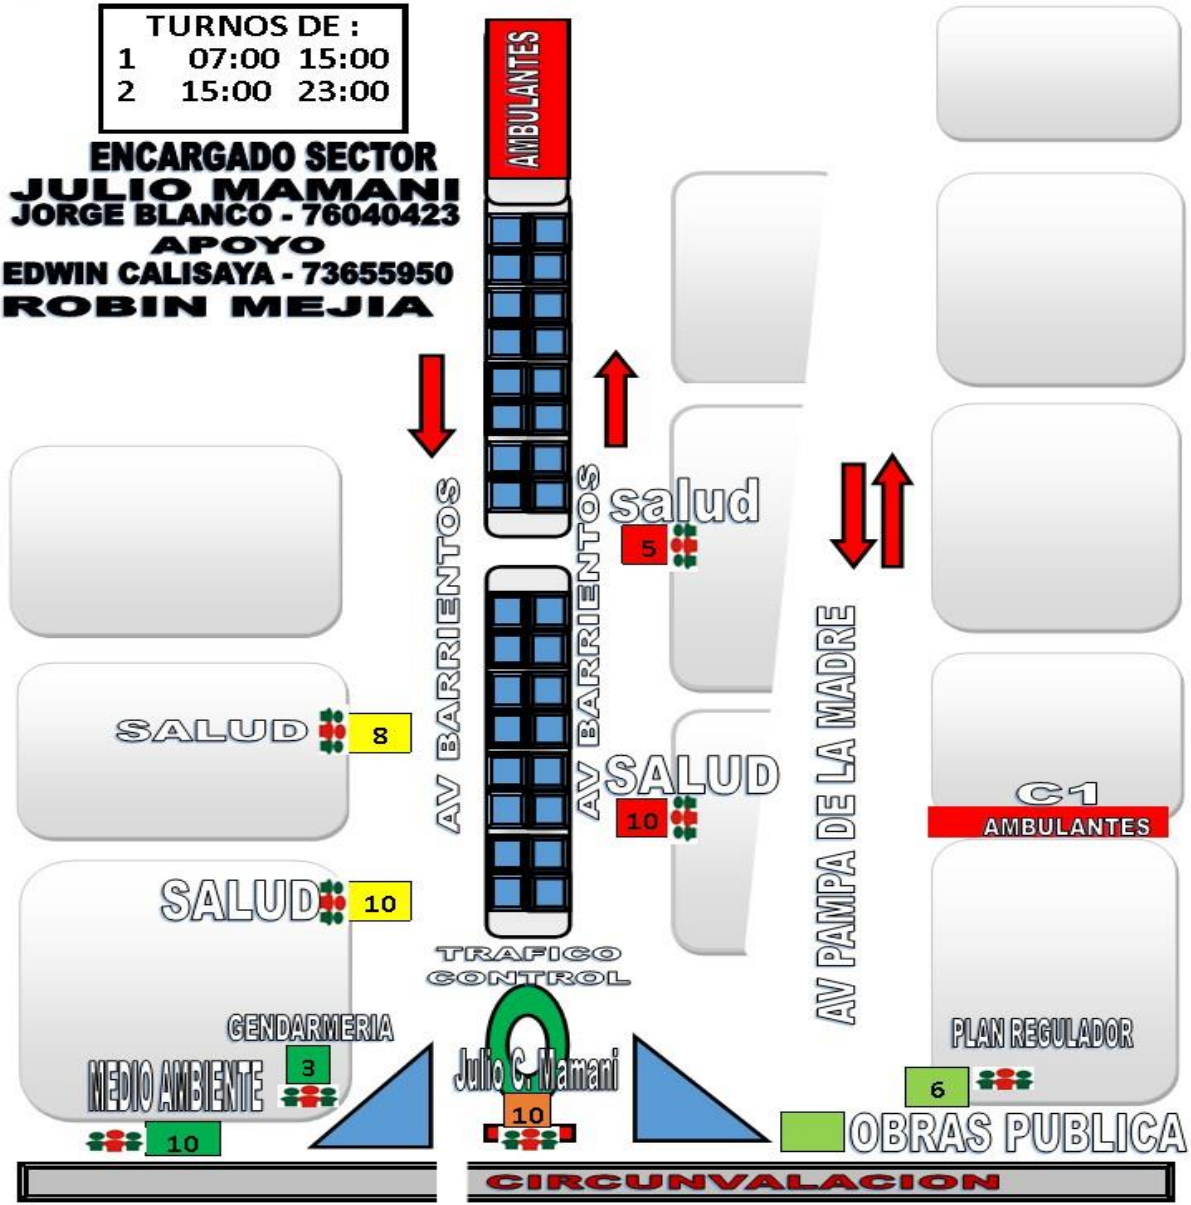 TURNOS DE :
1 07:00 15:00
2 15:00 23:00
ENCARGADO SECTOR
JULIO MAMANI
JORGE BLANCO - 76040423
APOYO
EDWIN CALISAYA - 73655950
ROBIN MEJIA
AMBULANTES
AV BARRIENTOS
AV BARRIENTOS
salud
5
AV PAMPA DE LA MADRE
SALUD
8
SALUD
10
C1
AMBULANTES
SALUD
10
TRAFICO
CONTROL
GENDARMERIA
3
MEDIO AMBIENTE
10
Julio C. Mamani
10
PLAN REGULADOR
6
OBRAS PUBLICA
CIRCUNVALACION